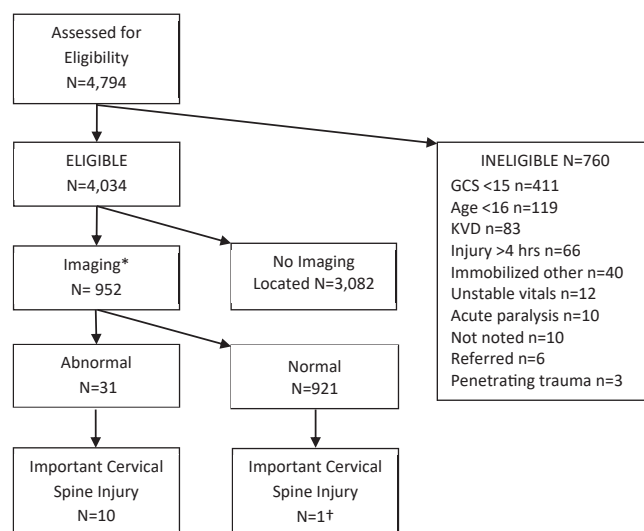 Assessed for
Eligibility
N=4,794
ELIGIBLE
N=4,034
INELIGIBLE N=760
GCS <15 n=411
Age <16 n=119
KVD n=83
Injury >4 hrs n=66
Immobilized other n=40
Unstable vitals n=12
Acute paralysis n=10
Not noted n=10
Referred n=6
Penetrating trauma n=3
Imaging*
N= 952
No Imaging
Located N=3,082
Abnormal
N=31
Normal
N=921
Important Cervical
Spine Injury
N=10
Important Cervical
Spine Injury
N=1†